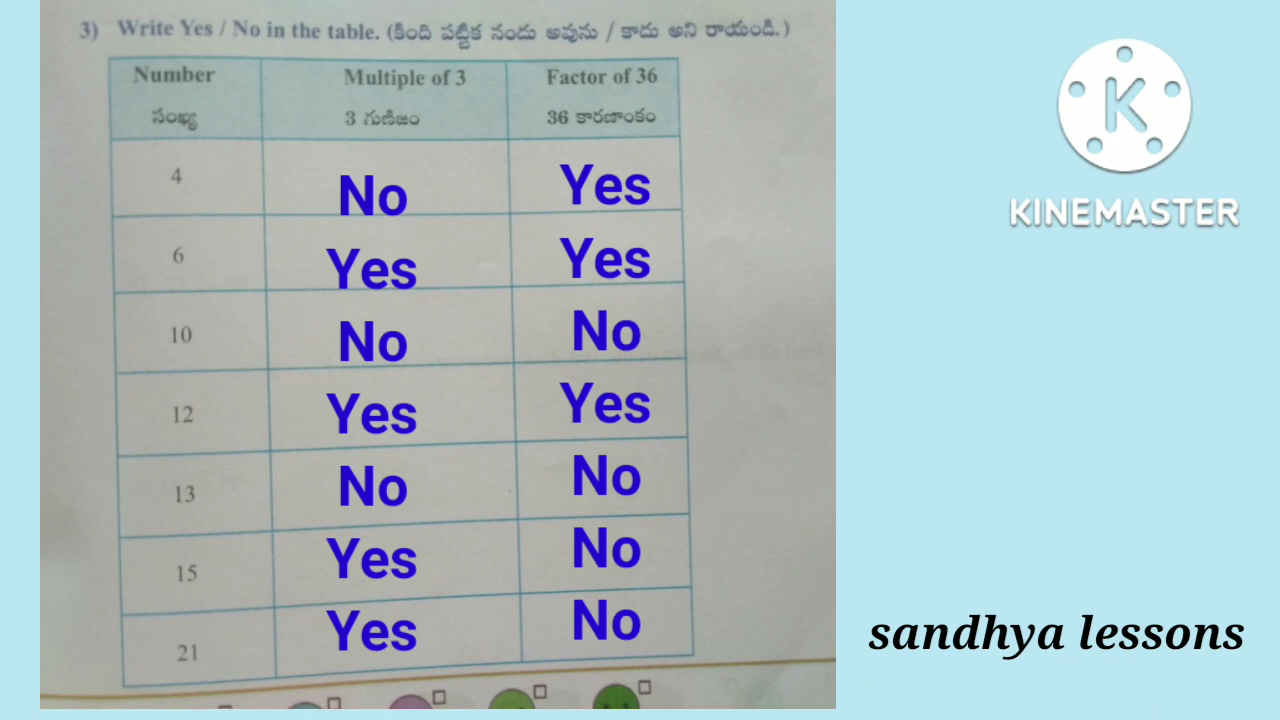 3) Write Yes / No in the table. (కింది పట్టిక నందు అవును / కాదు అని రాయండి.)
Number Multiple of 3 Factor of 36
సంఖ్య 3 గుణిజం 36 కారణాంకం
4 No Yes
6 Yes Yes
10 No No
12 Yes Yes
13 No No
15 Yes No
21 Yes No
K
KINEMASTER
sandhya lessons